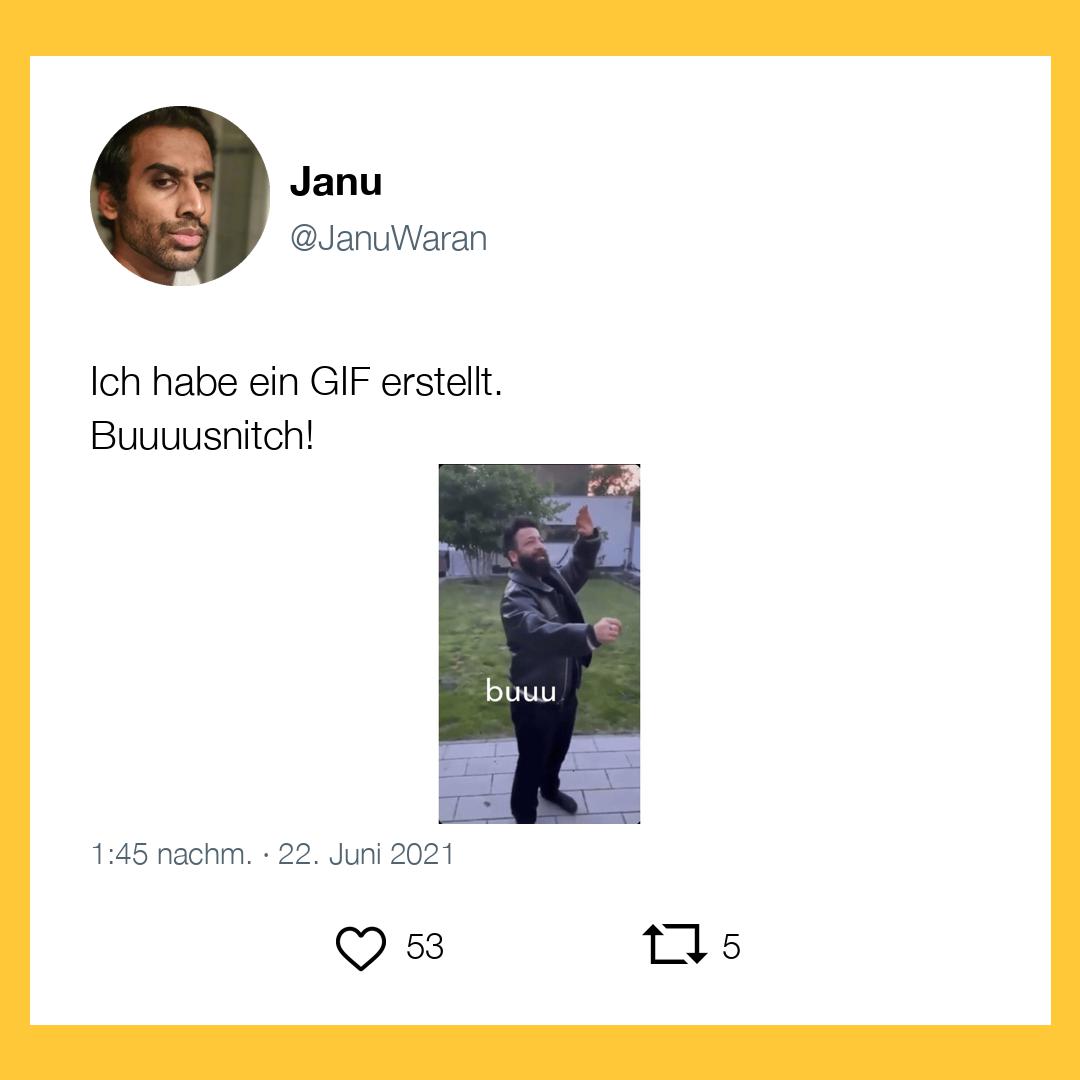 Janu
@JanuWaran
Ich habe ein GIF erstellt.
Buuuusnitch!
buuu
1:45 nachm. · 22. Juni 2021
53
5